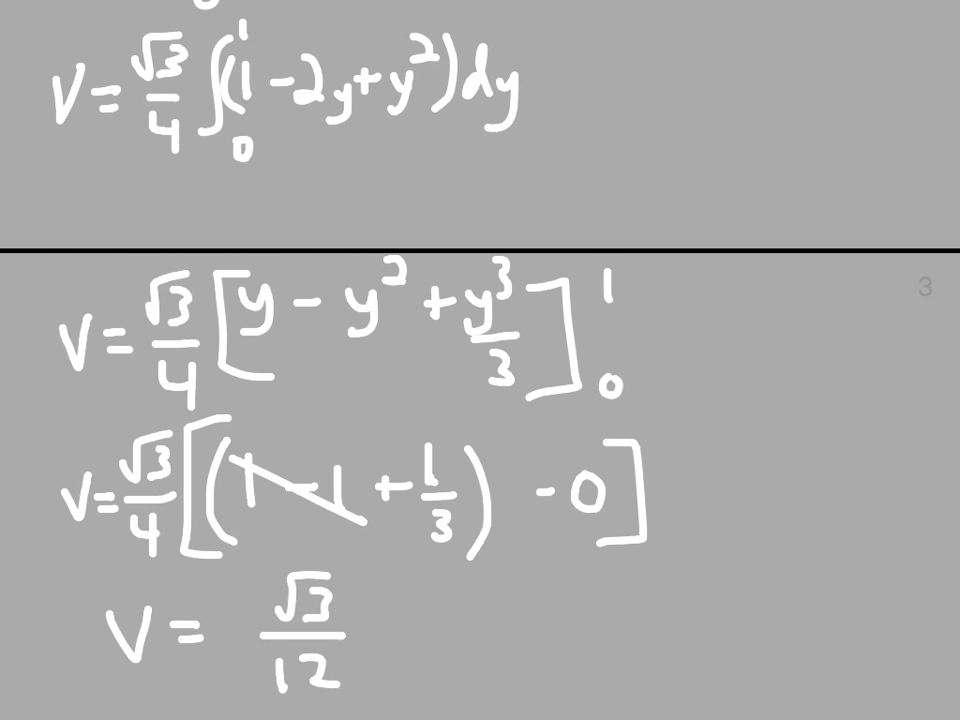 V = √3/4 ∫₀¹ (1 - 2y + y²) dy
3
V = √3/4 [y - y² + y³/3]₀¹
V = √3/4 [(1 - 1 + 1/3) - 0]
V = √3/12